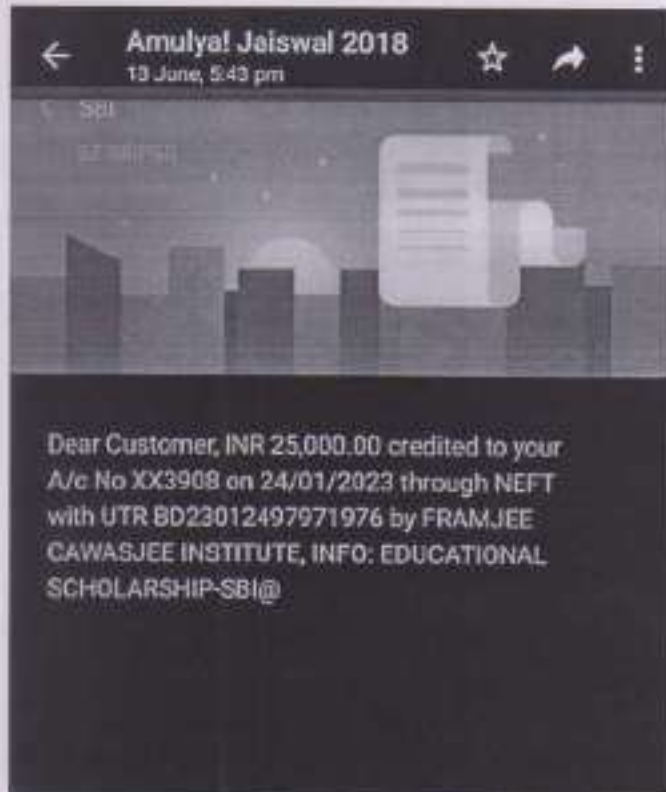 Amulya! Jaiswal 2018
13 June, 5:43 pm
SBI
Dear Customer, INR 25,000.00 credited to your
A/c No XX3908 on 24/01/2023 through NEFT
with UTR BD23012497971976 by FRAMJEE
CAWASJEE INSTITUTE, INFO: EDUCATIONAL
SCHOLARSHIP-SBI@